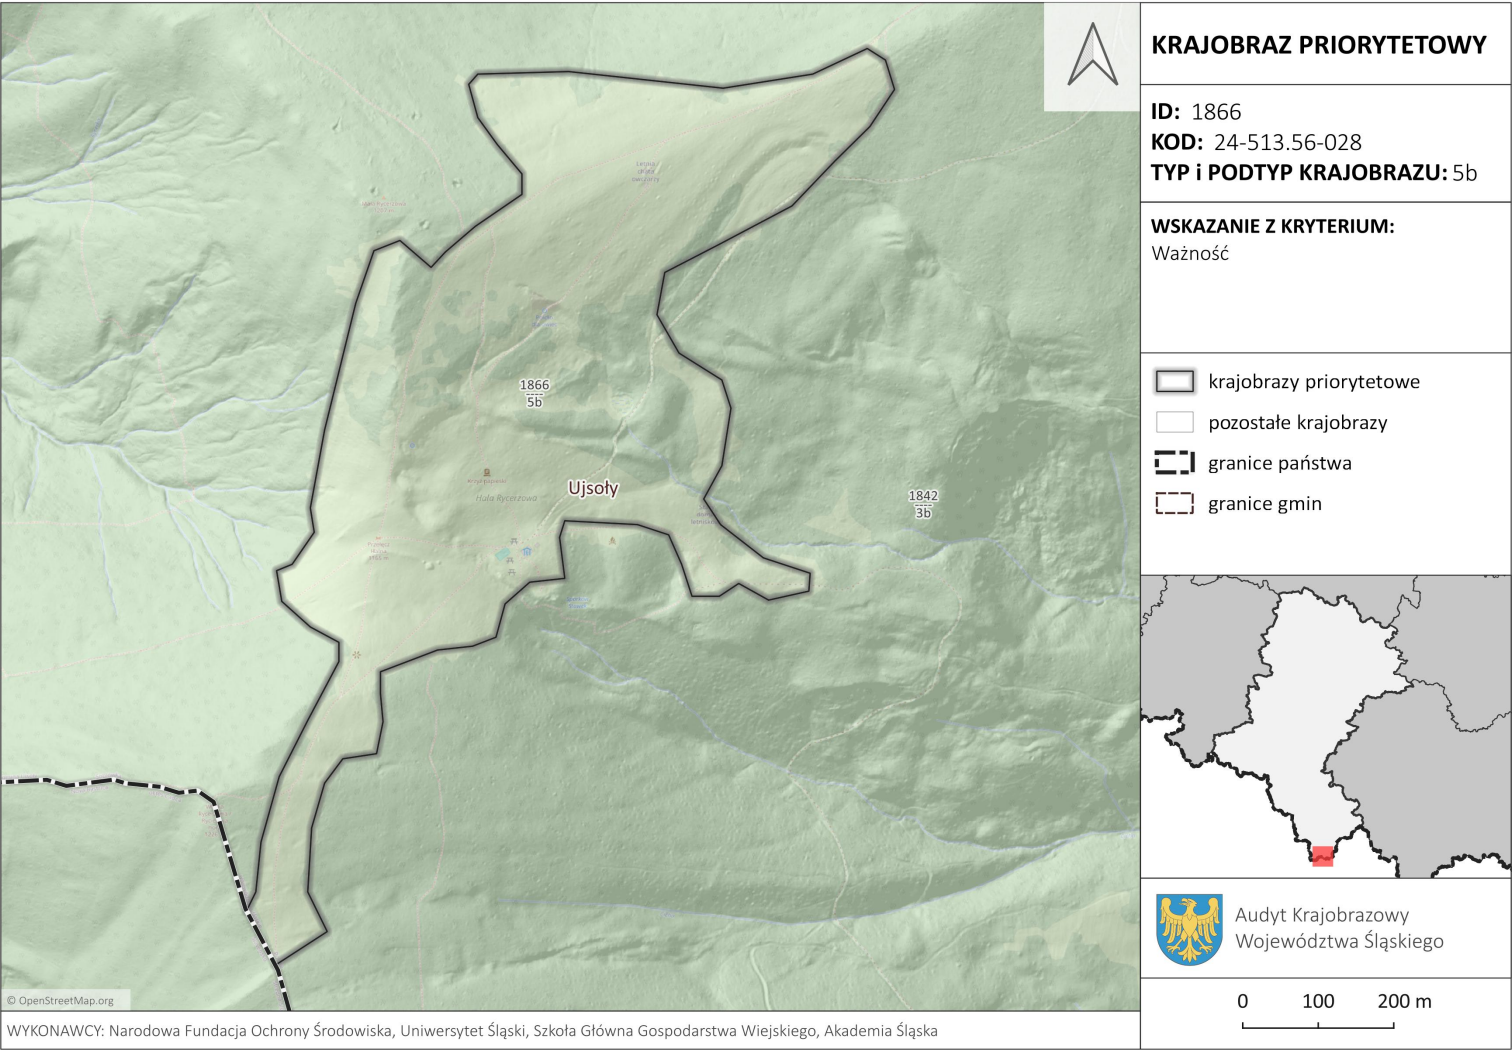 KRAJOBRAZ PRIORYTETOWY
ID: 1866
KOD: 24-513.56-028
TYP i PODTYP KRAJOBRAZU: 5b
WSKAZANIE Z KRYTERIUM:
Ważność
krajobrazy priorytetowe
pozostałe krajobrazy
granice państwa
granice gmin
1866
5b
Ujsoły
Hala Rycerzowa
1842
3b
Audyt Krajobrazowy
Województwa Śląskiego
0 100 200 m
© OpenStreetMap.org
WYKONAWCY: Narodowa Fundacja Ochrony Środowiska, Uniwersytet Śląski, Szkoła Główna Gospodarstwa Wiejskiego, Akademia Śląska